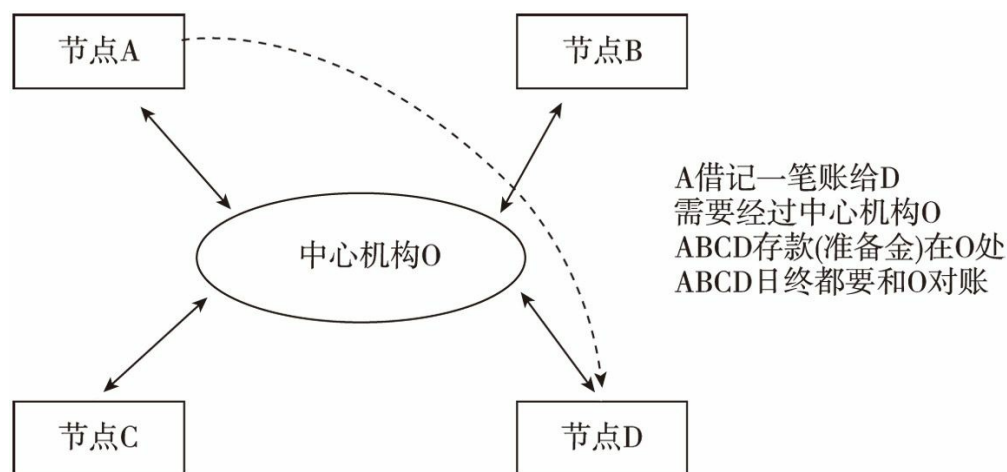 节点A
节点B
中心机构O
A借记一笔账给D
需要经过中心机构O
ABCD存款(准备金)在O处
ABCD日终都要和O对账
节点C
节点D